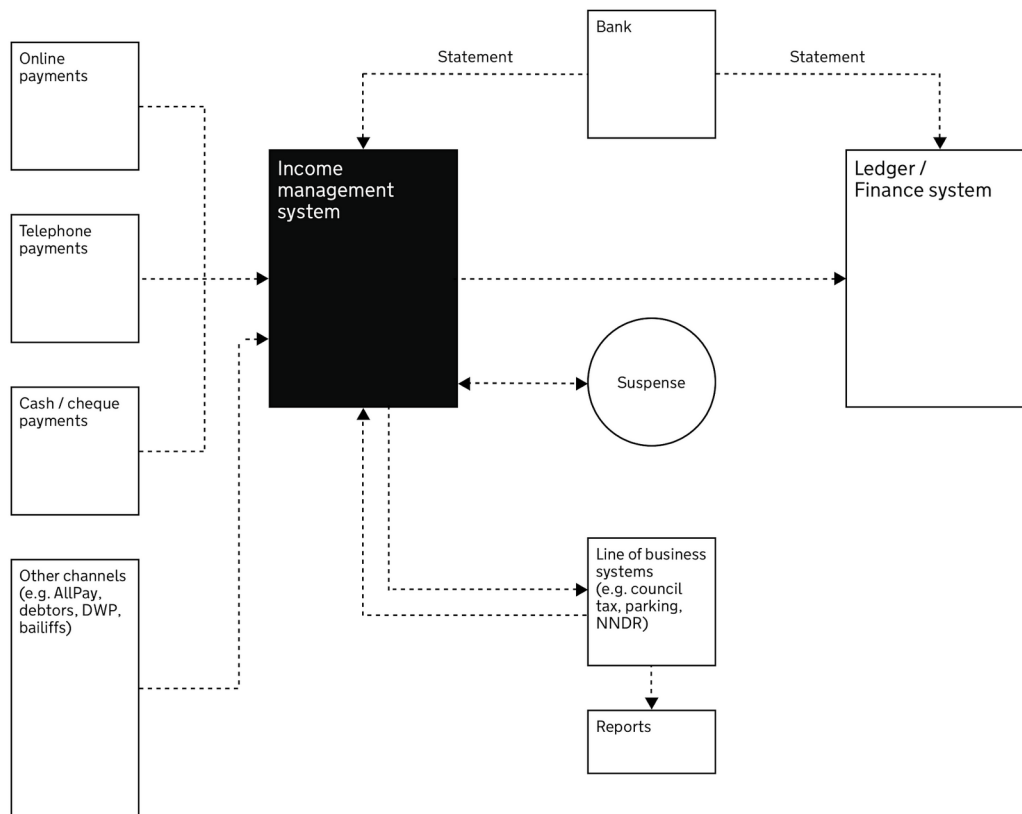 Online
payments
Bank
Statement
Statement
Income
management
system
Ledger /
Finance system
Telephone
payments
Suspense
Cash / cheque
payments
Line of business
systems
(e.g. council
tax, parking,
NNDR)
Other channels
(e.g. AllPay,
debtors, DWP,
bailiffs)
Reports